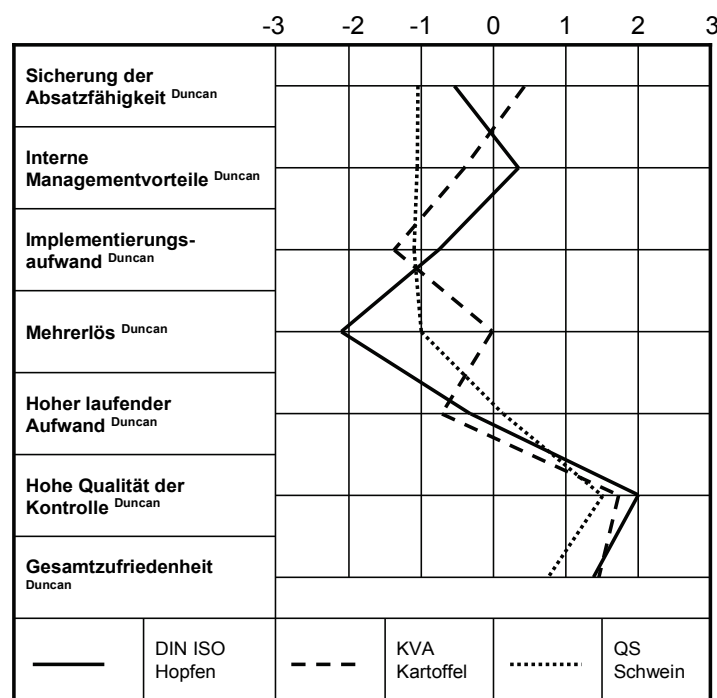 -3 -2 -1 0 1 2 3
Sicherung der
Absatzfähigkeit Duncan
Interne
Managementvorteile Duncan
Implementierungs-
aufwand Duncan
Mehrerlös Duncan
Hoher laufender
Aufwand Duncan
Hohe Qualität der
Kontrolle Duncan
Gesamtzufriedenheit
Duncan
DIN ISO
Hopfen
KVA
Kartoffel
QS
Schwein